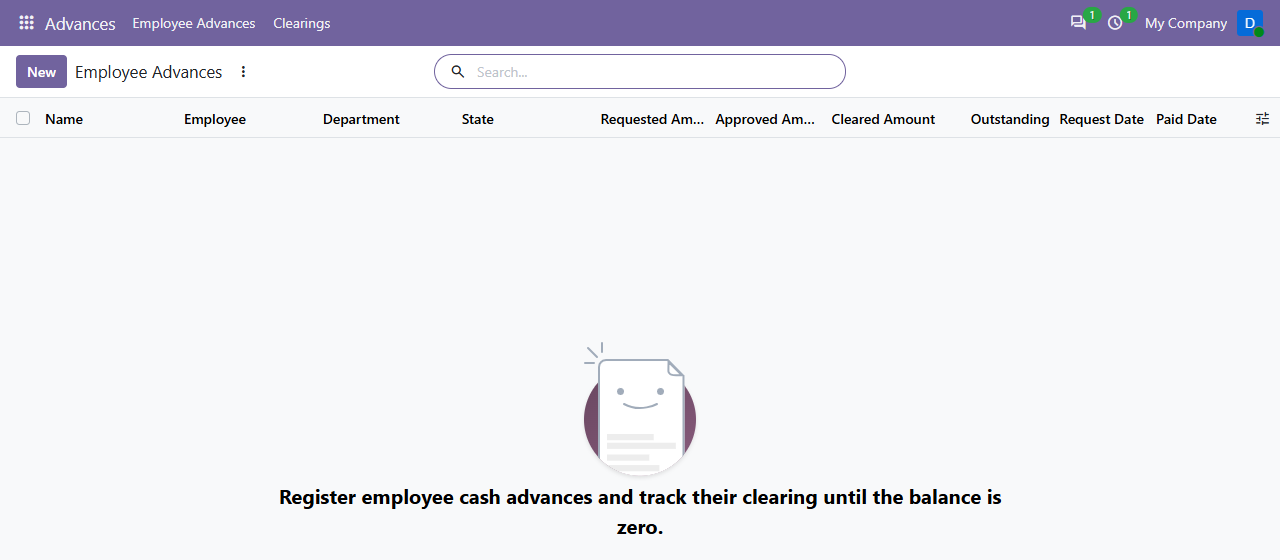 Advances Employee Advances Clearings 1 1 My Company D
New Employee Advances Search...
Name Employee Department State Requested Am... Approved Am... Cleared Amount Outstanding Request Date Paid Date
Register employee cash advances and track their clearing until the balance is
zero.